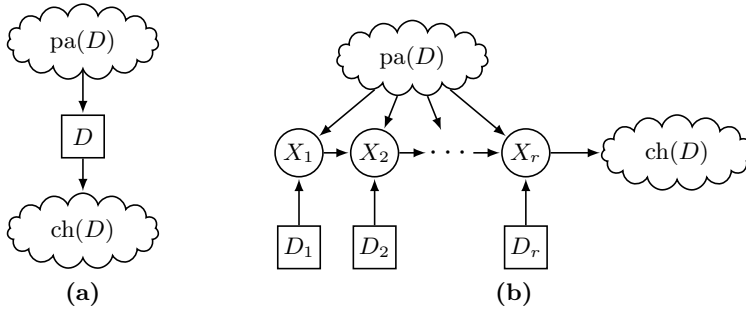 pa(D)
D
ch(D)
(a)
pa(D)
X₁ X₂ · · · Xᵣ ch(D)
D₁ D₂ Dᵣ
(b)